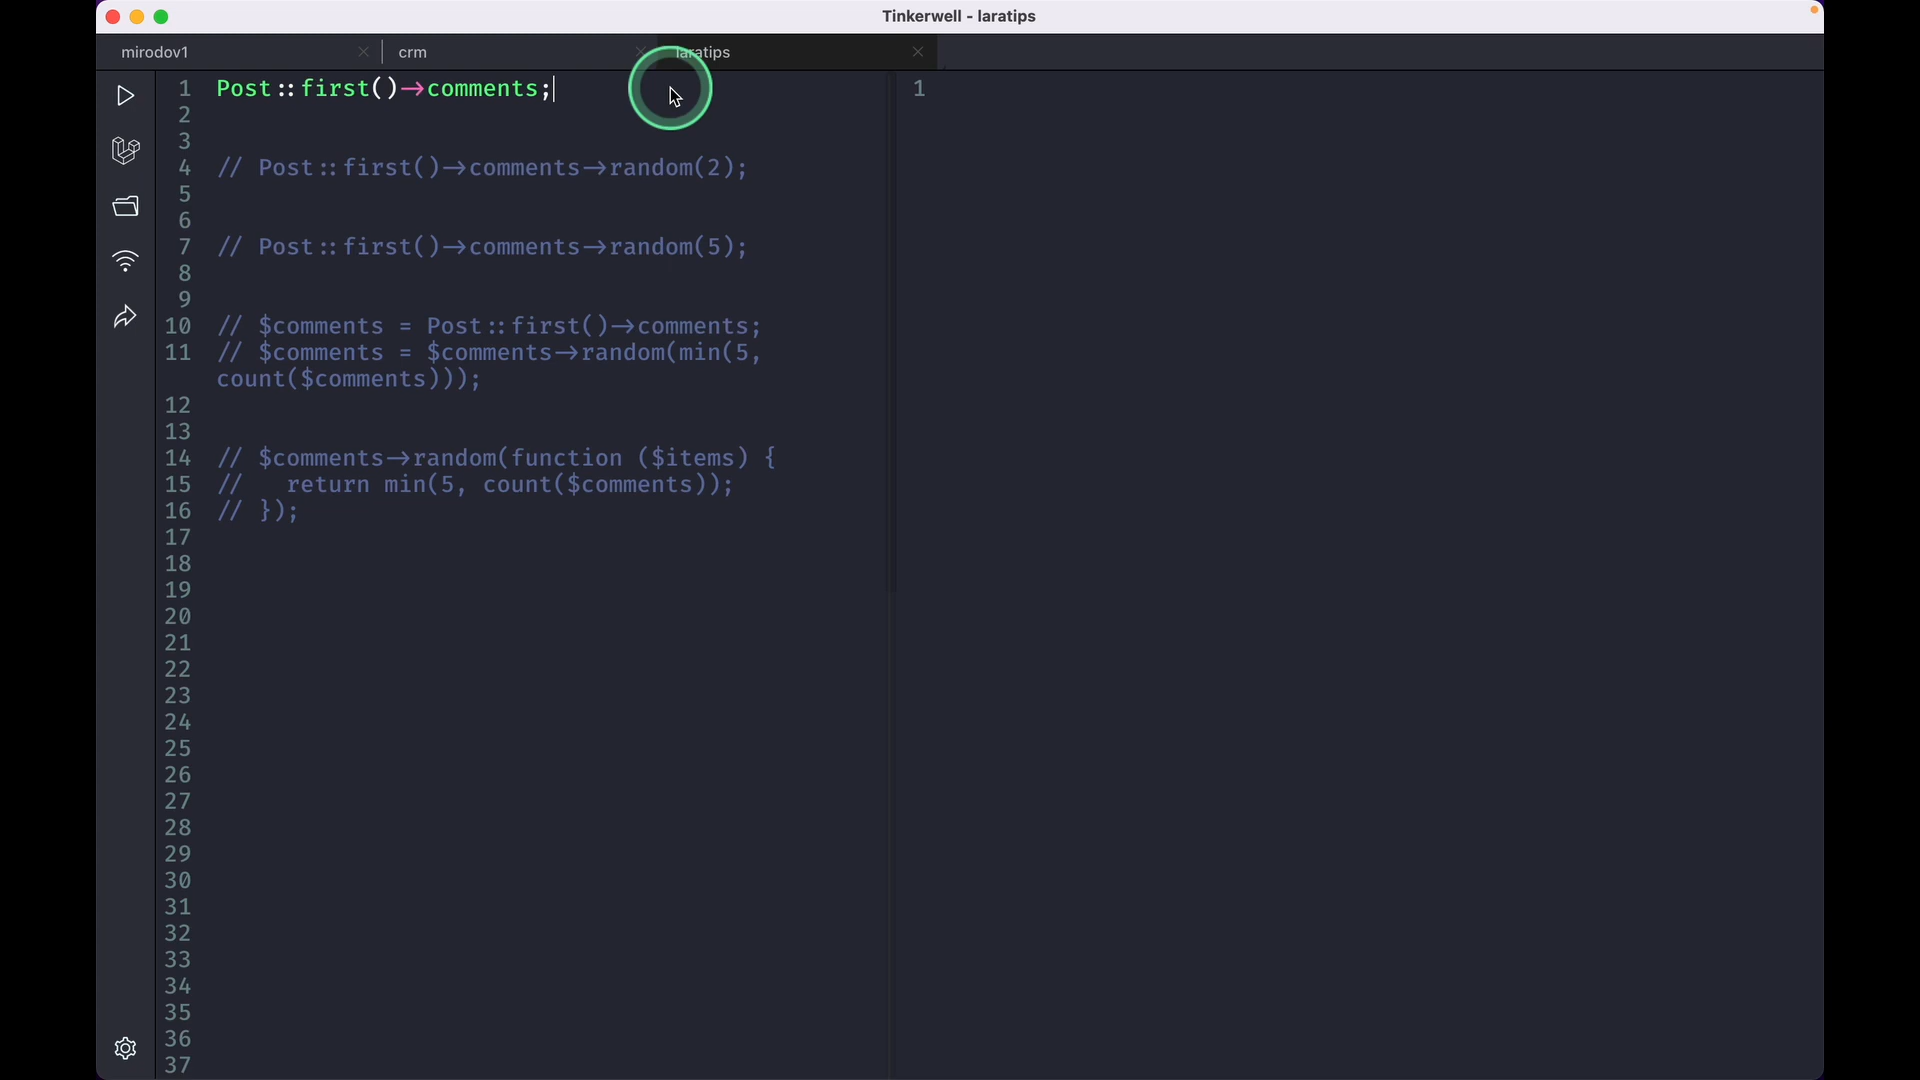 Tinkerwell - laratips
mirodov1
crm
laratips
1 Post::first()->comments;
2
3
4 // Post::first()->comments->random(2);
5
6
7 // Post::first()->comments->random(5);
8
9
10 // $comments = Post::first()->comments;
11 // $comments = $comments->random(min(5,
count($comments)));
12
13
14 // $comments->random(function ($items) {
15 //   return min(5, count($comments));
16 // });
17
18
19
20
21
22
23
24
25
26
27
28
29
30
31
32
33
34
35
36
37
1